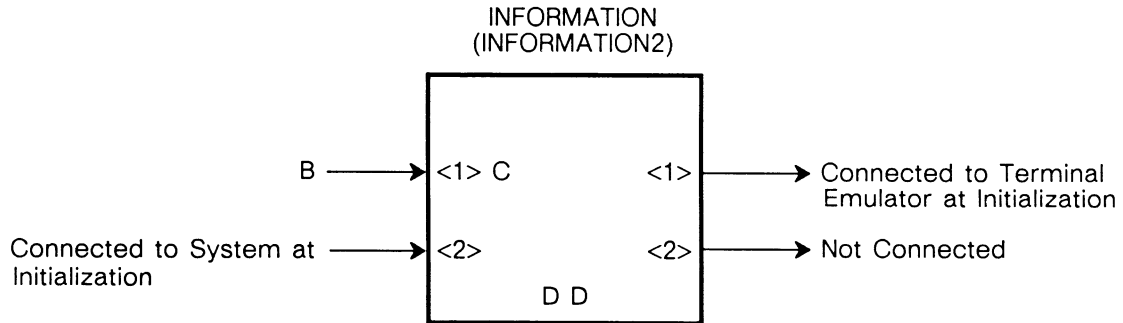 INFORMATION
(INFORMATION2)
B
<1> C
<1>
Connected to Terminal
Emulator at Initialization
Connected to System at
Initialization
<2>
<2>
Not Connected
D D